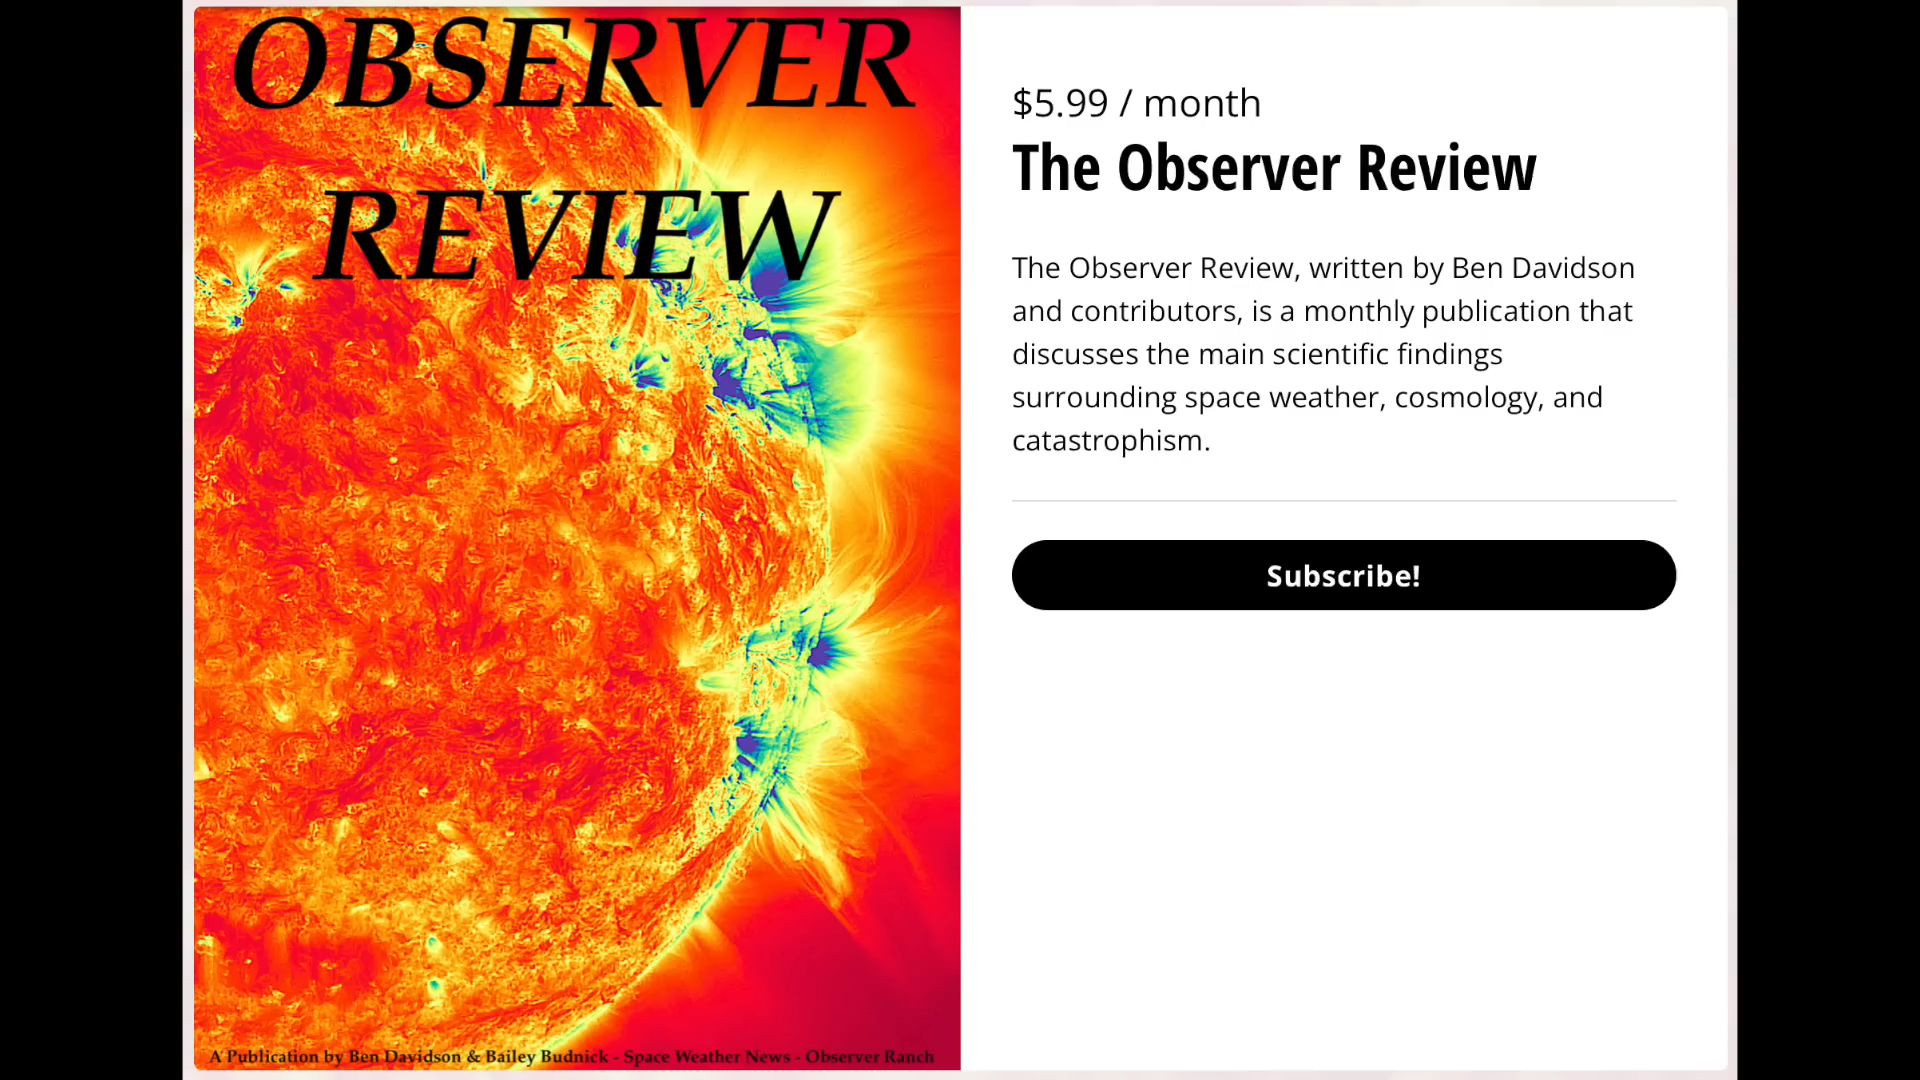 OBSERVER
REVIEW
A Publication by Ben Davidson & Bailey Budnick - Space Weather News - Observer Ranch
$5.99 / month
The Observer Review
The Observer Review, written by Ben Davidson
and contributors, is a monthly publication that
discusses the main scientific findings
surrounding space weather, cosmology, and
catastrophism.
Subscribe!